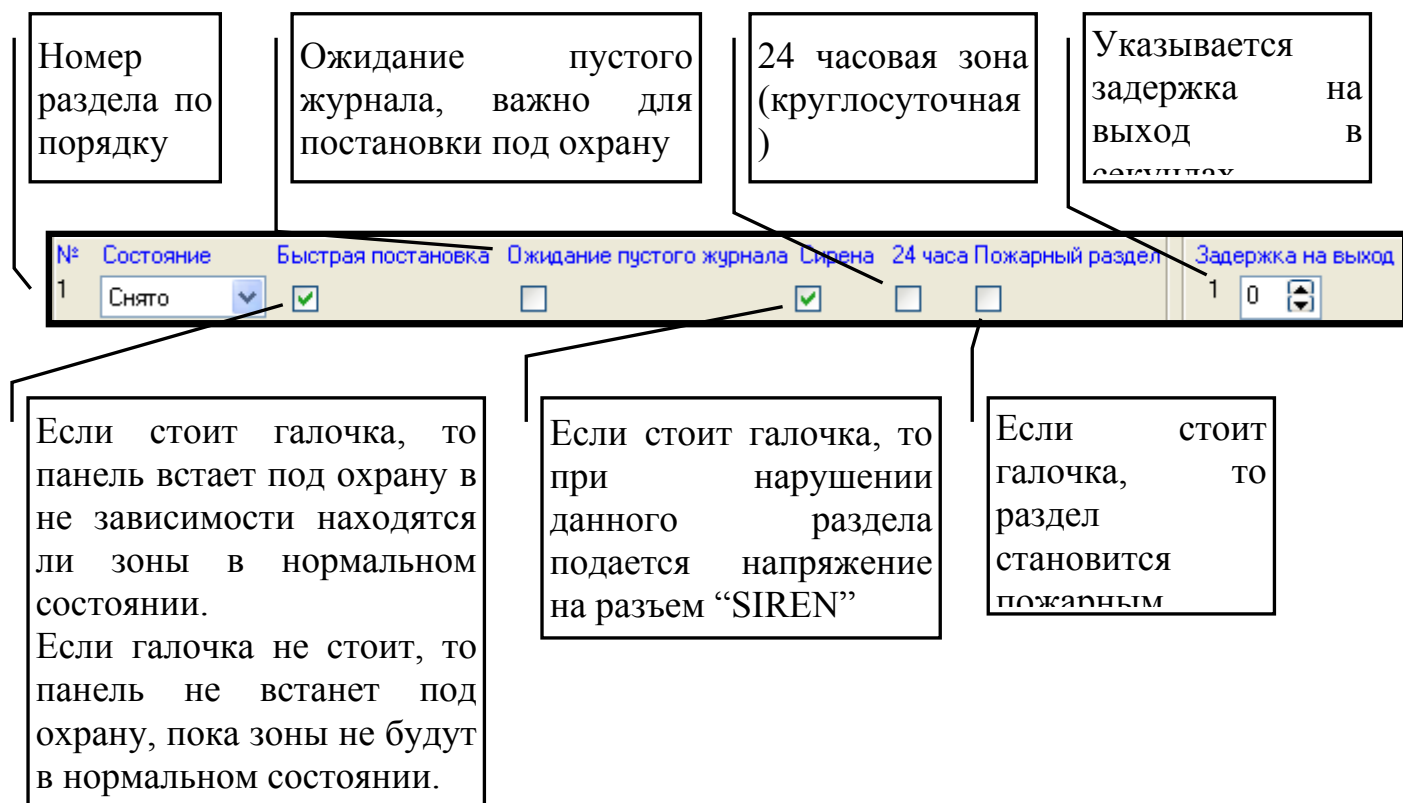 Номер
раздела по
порядку
Ожидание пустого
журнала, важно для
постановки под охрану
24 часовая зона
(круглосуточная
)
Указывается
задержка на
выход в
секундах
№ Состояние Быстрая постановка Ожидание пустого журнала Сирена 24 часа Пожарный раздел Задержка на выход
1 Снято 1 0
Если стоит галочка, то
панель встает под охрану в
не зависимости находятся
ли зоны в нормальном
состоянии.
Если галочка не стоит, то
панель не встанет под
охрану, пока зоны не будут
в нормальном состоянии.
Если стоит галочка, то
при нарушении
данного раздела
подается напряжение
на разъем “SIREN”
Если стоит
галочка, то
раздел
становится
пожарным